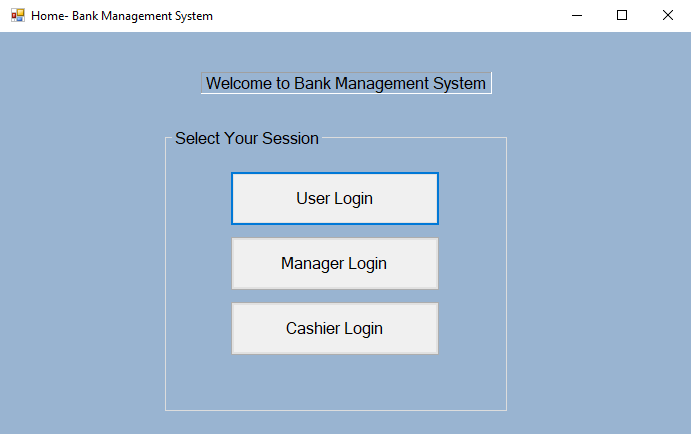 Home- Bank Management System
Welcome to Bank Management System
Select Your Session
User Login
Manager Login
Cashier Login